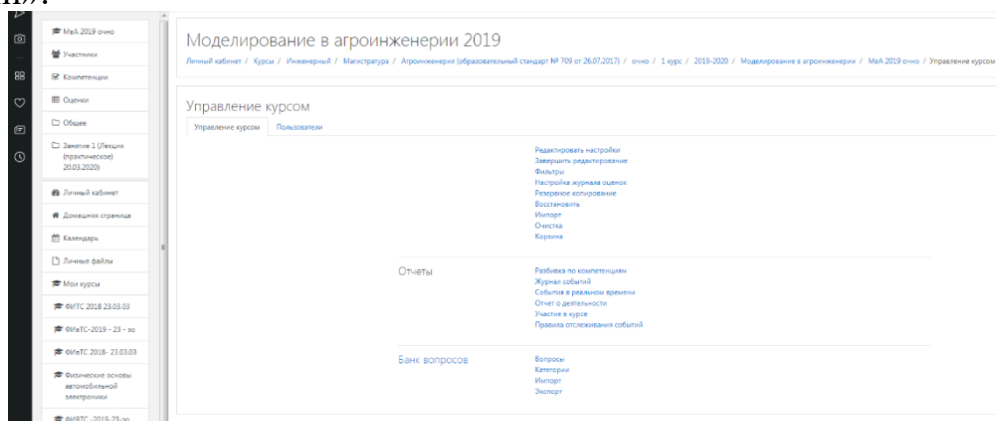 МвА 2019 очно
Участники
Компетенции
Оценки
Общее
Занятие 1 (Лекция
(практическое)
20.03.2020)
Личный кабинет
Домашняя страница
Календарь
Личные файлы
Мои курсы
ФИТС 2018 23.03.03
ФИвТС-2019 - 23 - зо
ФИвТС 2018- 23.03.03
Физические основы
автомобильной
электроники
Моделирование в агроинженерии 2019
Личный кабинет / Курсы / Инженерный / Магистратура / Агроинженерия (образовательный стандарт № 709 от 26.07.2017) / очно / 1 курс / 2019-2020 / Моделирование в агроинженерии / МвА 2019 очно / Управление курсом
Управление курсом
Управление курсом Пользователи
Редактировать настройки
Завершить редактирование
Фильтры
Настройка журнала оценок
Резервное копирование
Восстановить
Импорт
Очистка
Корзина
Отчеты
Разбивка по компетенциям
Журнал событий
События в реальном времени
Отчет о деятельности
Участие в курсе
Правила отслеживания событий
Банк вопросов
Вопросы
Категории
Импорт
Экспорт